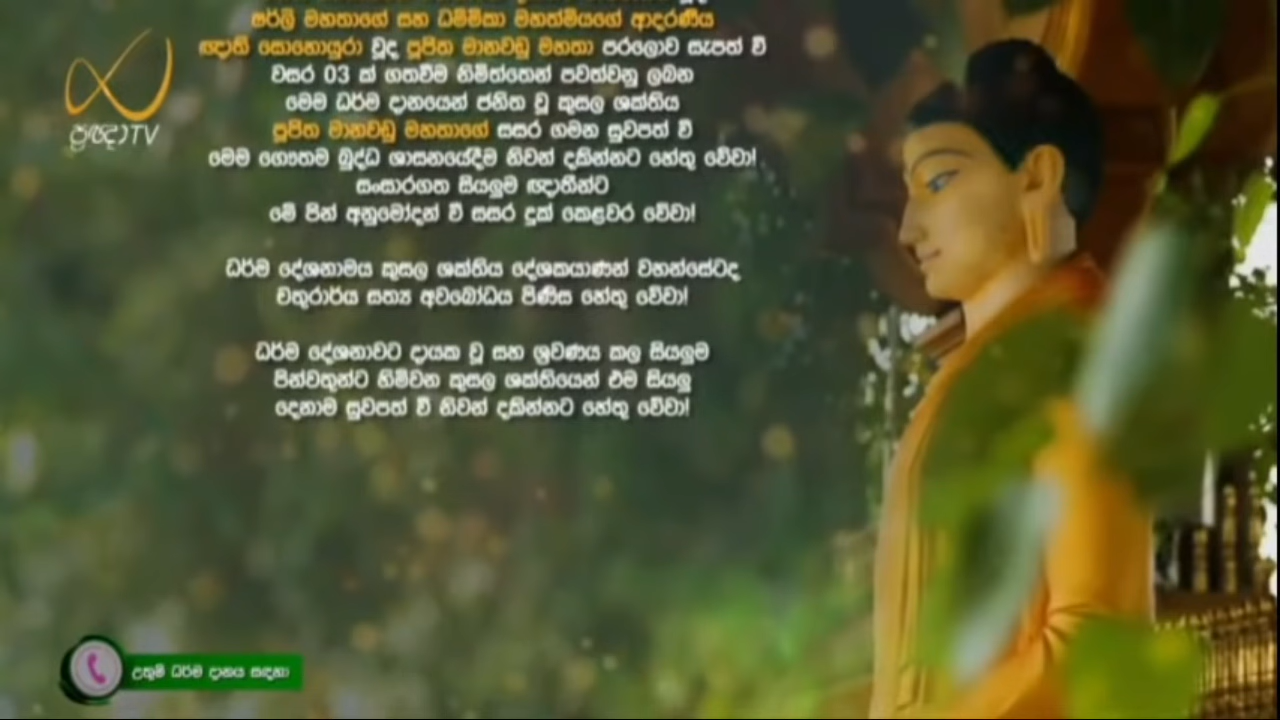 ෂර්ලි මහතාගේ සහ ධම්මිකා මහත්මියගේ ආදරණීය
ඥාති සොහොයුරා වූද පූජිත මානවඩු මහතා පරලොව සැපත් වී
වසර 03 ක් ගතවීම නිමිත්තෙන් පවත්වනු ලබන
මෙම ධර්ම දානයෙන් ජනිත වූ කුසල ශක්තිය
පූජිත මානවඩු මහතාගේ සසර ගමන සුවපත් වී
මෙම ගෞතම බුද්ධ ශාසනයේදීම නිවන් දකින්නට හේතු වේවා!
සංසාරගත සියලුම ඥාතීන්ට
මේ පින් අනුමෝදන් වී සසර දුක් කෙළවර වේවා!
ධර්ම දේශනාමය කුසල ශක්තිය දේශකයාණන් වහන්සේටද
චතුරාර්ය සත්‍ය අවබෝධය පිණිස හේතු වේවා!
ධර්ම දේශනාවට දායක වූ සහ ශ්‍රවණය කල සියලුම
පින්වතුන්ට හිමිවන කුසල ශක්තියෙන් එම සියලු
දෙනාම සුවපත් වී නිවන් දකින්නට හේතු වේවා!
ප්‍රඥාTV
උතුම් ධර්ම දානය සඳහා